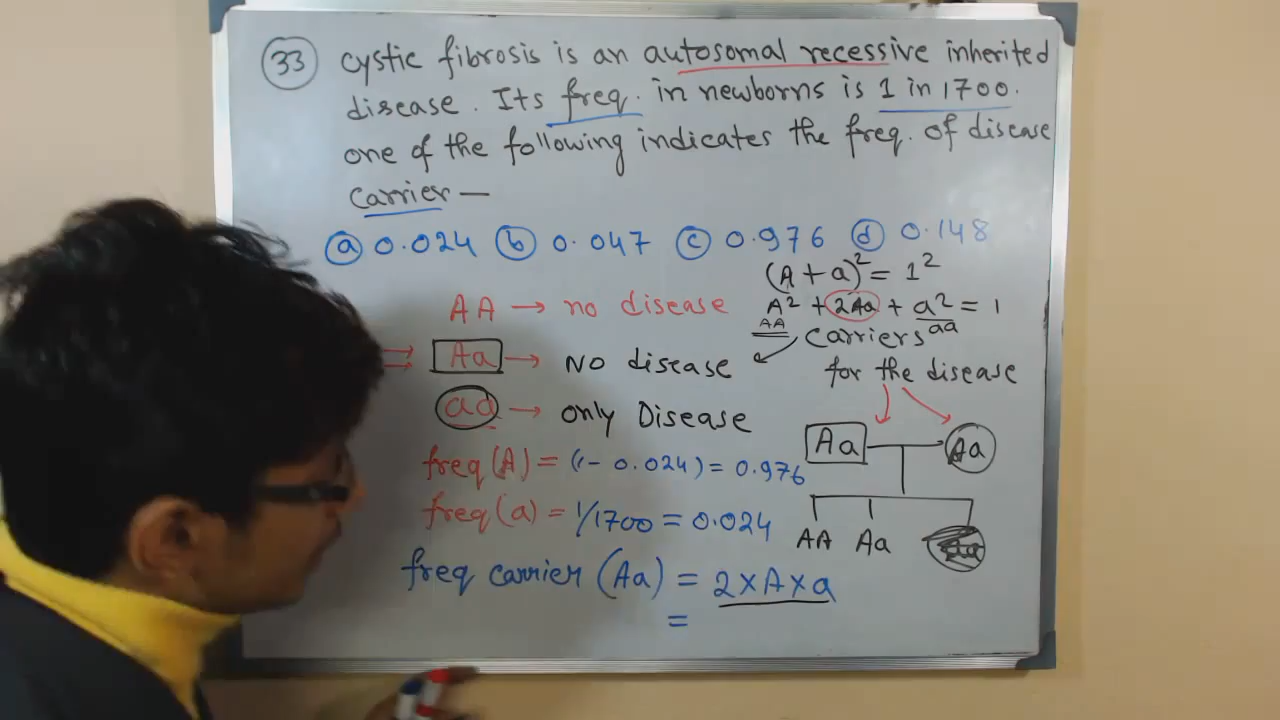 33 Cystic fibrosis is an autosomal recessive inherited
disease. Its freq. in newborns is 1 in 1700.
one of the following indicates the freq. of disease
carrier —
a 0.024 b 0.047 c 0.976 d 0.148
(A + a)² = 1²
AA → no disease
A² + 2Aa + a² = 1
AA
aa
carriers
Aa → NO disease
for the disease
aa → only Disease
Aa
Aa
freq(A) = (1 - 0.024) = 0.976
freq(a) = 1/1700 = 0.024
AA Aa
freq carrier (Aa) = 2×A×a
=